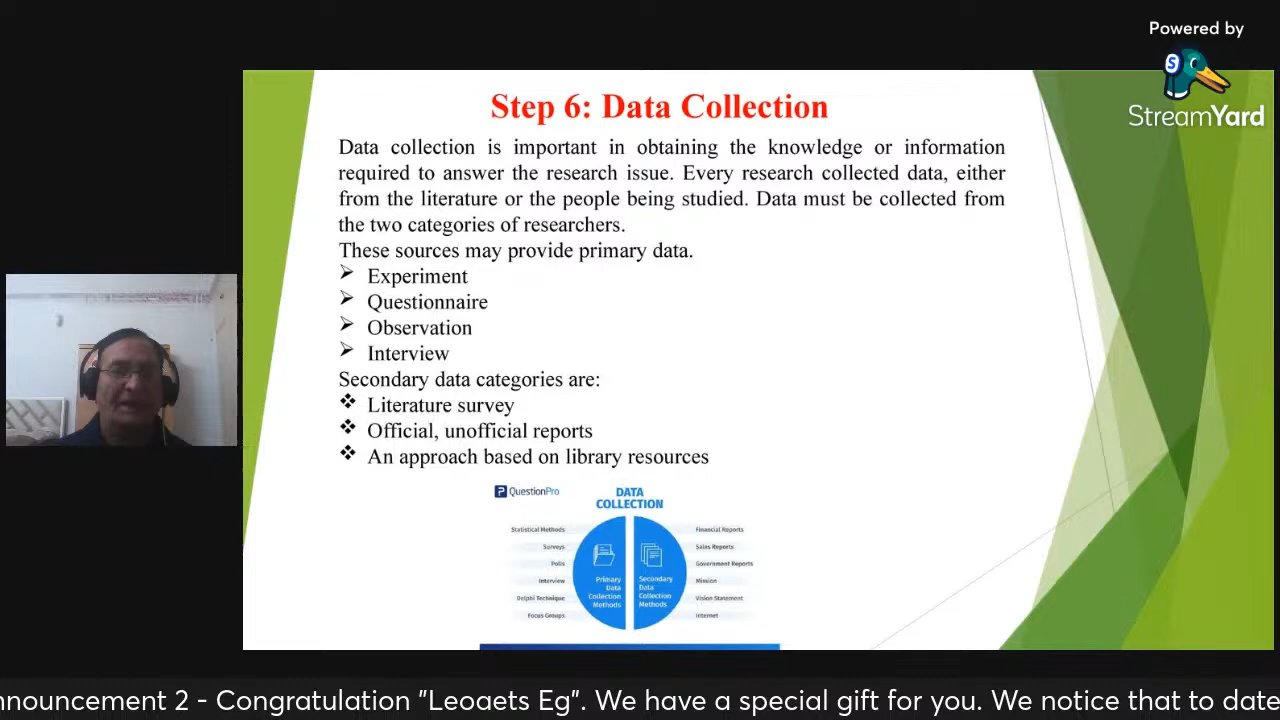 Powered by
StreamYard
Step 6: Data Collection
Data collection is important in obtaining the knowledge or information
required to answer the research issue. Every research collected data, either
from the literature or the people being studied. Data must be collected from
the two categories of researchers.
These sources may provide primary data.
Experiment
Questionnaire
Observation
Interview
Secondary data categories are:
Literature survey
Official, unofficial reports
An approach based on library resources
QuestionPro
DATA
COLLECTION
Statistical Methods
Surveys
Polls
Interview
Delphi Technique
Focus Groups
Primary
Data
Collection
Methods
Secondary
Data
Collection
Methods
Financial Reports
Sales Reports
Government Reports
Mission
Vision Statement
Internet
nnouncement 2 - Congratulation "Leoaets Eg". We have a special gift for you. We notice that to date